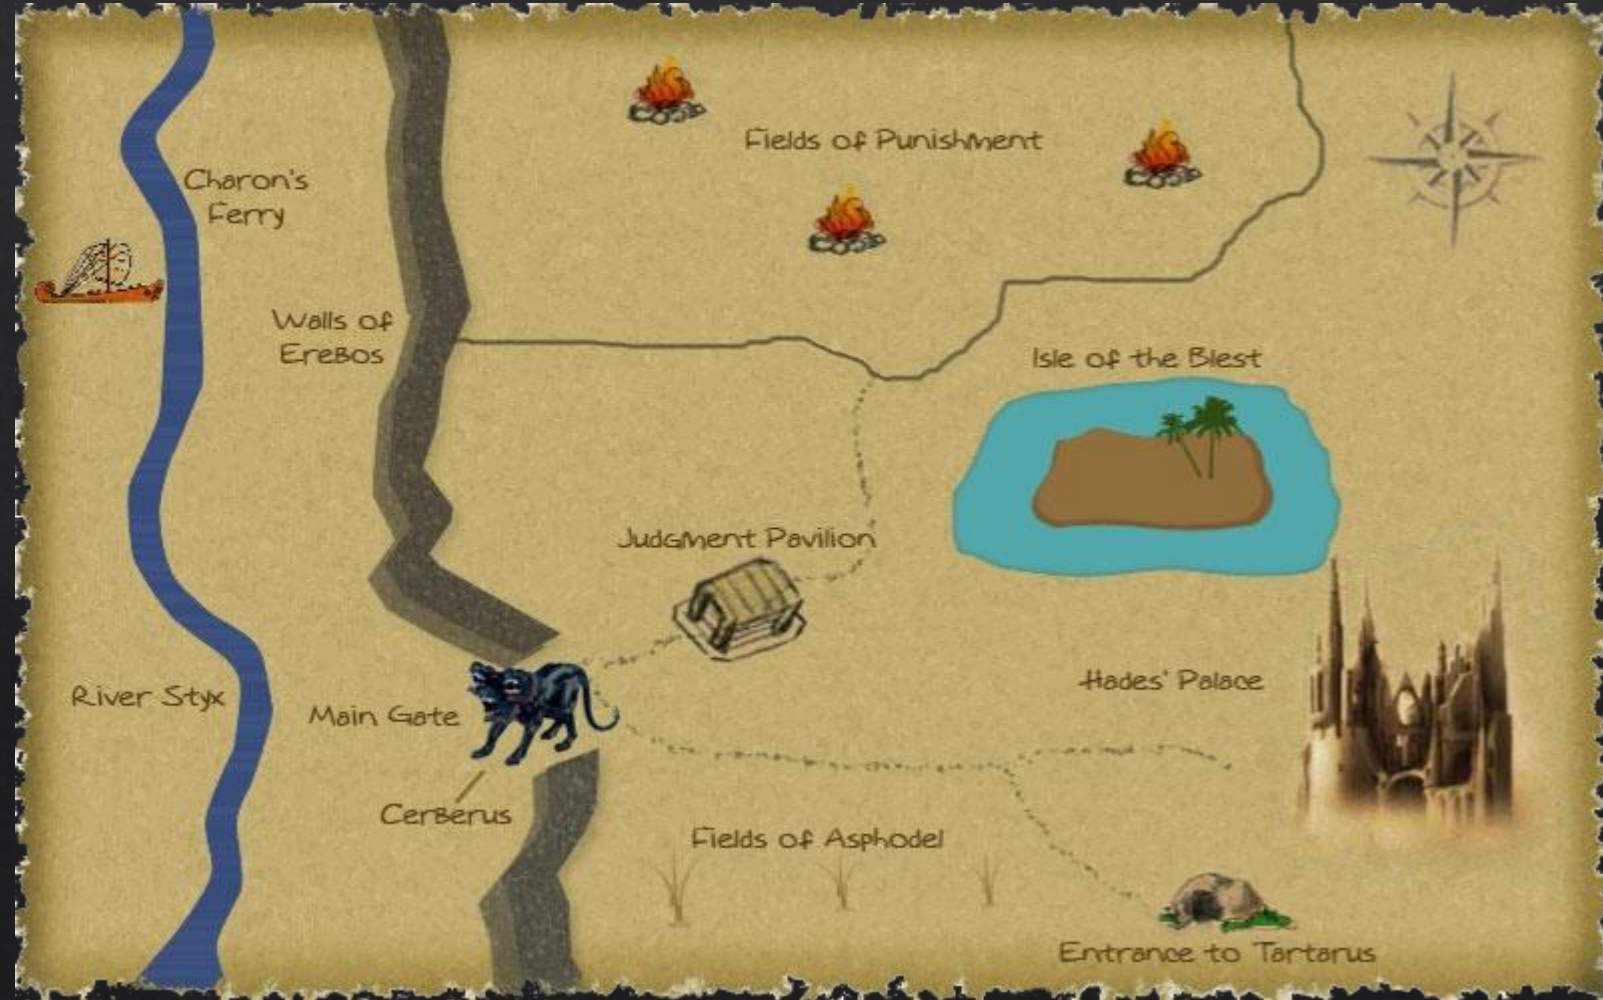 Fields of Punishment
Charon's
Ferry
Walls of
EreBos
Isle of the Blest
Judgment Pavilion
Hades' Palace
River Styx
Main Gate
CerBerus
Fields of Asphodel
Entrance to Tartarus